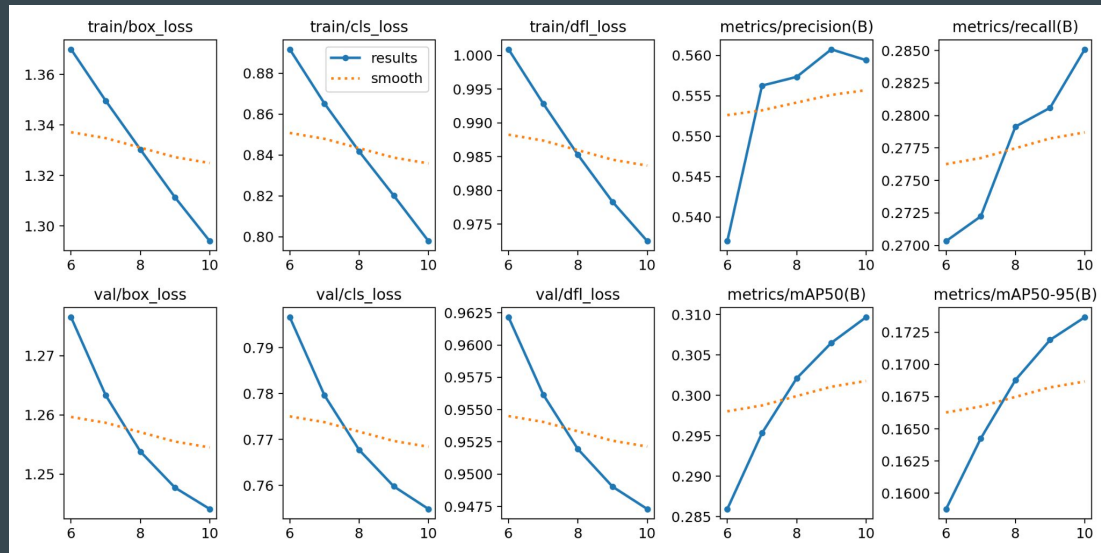 train/box_loss
1.36
1.34
1.32
1.30
6 8 10
train/cls_loss
results
smooth
0.88
0.86
0.84
0.82
0.80
6 8 10
train/dfl_loss
1.000
0.995
0.990
0.985
0.980
0.975
6 8 10
metrics/precision(B)
0.560
0.555
0.550
0.545
0.540
6 8 10
metrics/recall(B)
0.2850
0.2825
0.2800
0.2775
0.2750
0.2725
0.2700
6 8 10
val/box_loss
1.27
1.26
1.25
6 8 10
val/cls_loss
0.79
0.78
0.77
0.76
6 8 10
val/dfl_loss
0.9625
0.9600
0.9575
0.9550
0.9525
0.9500
0.9475
6 8 10
metrics/mAP50(B)
0.310
0.305
0.300
0.295
0.290
0.285
6 8 10
metrics/mAP50-95(B)
0.1725
0.1700
0.1675
0.1650
0.1625
0.1600
6 8 10